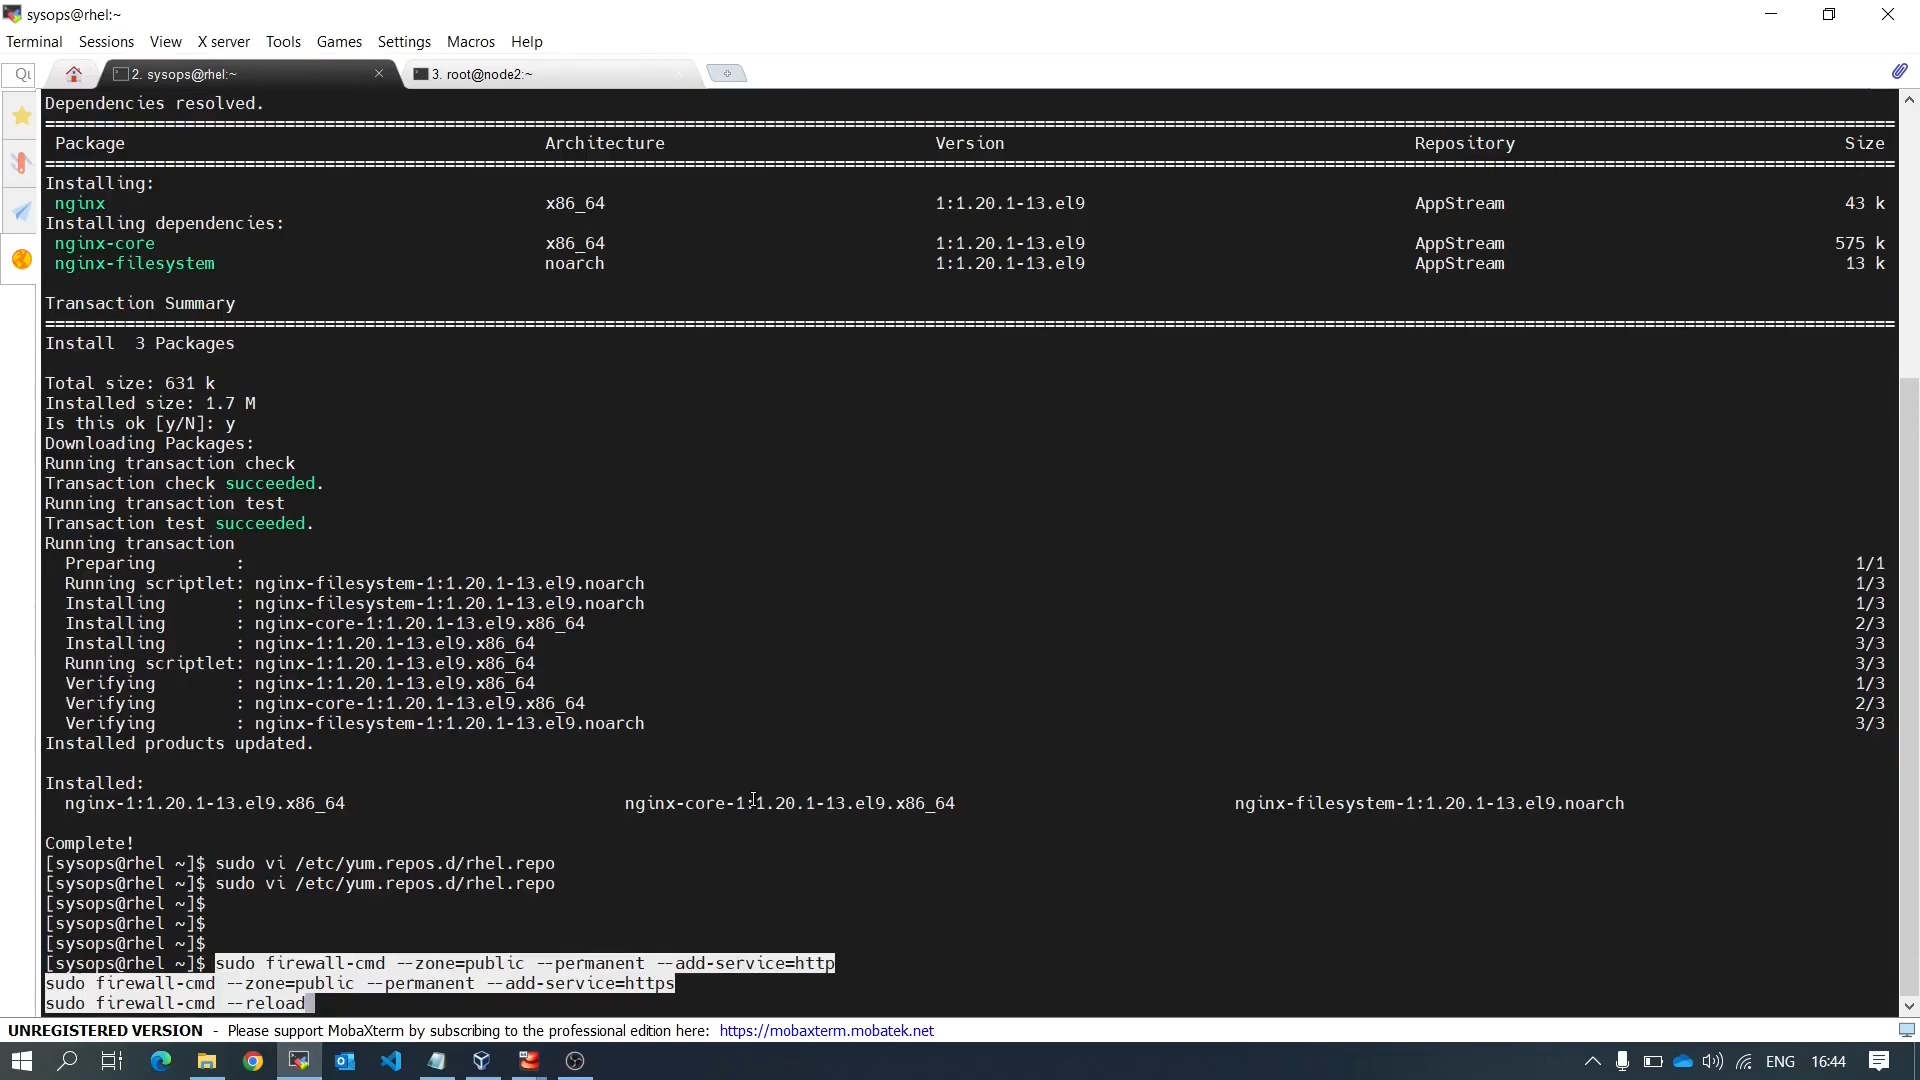 sysops@rhel:~
Terminal Sessions View X server Tools Games Settings Macros Help
2. sysops@rhel:~ 3. root@node2:~
Dependencies resolved.
================================================================================
Package Architecture Version Repository Size
================================================================================
Installing:
nginx x86_64 1:1.20.1-13.el9 AppStream 43 k
Installing dependencies:
nginx-core x86_64 1:1.20.1-13.el9 AppStream 575 k
nginx-filesystem noarch 1:1.20.1-13.el9 AppStream 13 k
Transaction Summary
================================================================================
Install  3 Packages
Total size: 631 k
Installed size: 1.7 M
Is this ok [y/N]: y
Downloading Packages:
Running transaction check
Transaction check succeeded.
Running transaction test
Transaction test succeeded.
Running transaction
Preparing : 1/1
Running scriptlet: nginx-filesystem-1:1.20.1-13.el9.noarch 1/3
Installing : nginx-filesystem-1:1.20.1-13.el9.noarch 1/3
Installing : nginx-core-1:1.20.1-13.el9.x86_64 2/3
Installing : nginx-1:1.20.1-13.el9.x86_64 3/3
Running scriptlet: nginx-1:1.20.1-13.el9.x86_64 3/3
Verifying : nginx-1:1.20.1-13.el9.x86_64 1/3
Verifying : nginx-core-1:1.20.1-13.el9.x86_64 2/3
Verifying : nginx-filesystem-1:1.20.1-13.el9.noarch 3/3
Installed products updated.
Installed:
nginx-1:1.20.1-13.el9.x86_64 nginx-core-1:1.20.1-13.el9.x86_64 nginx-filesystem-1:1.20.1-13.el9.noarch
Complete!
[sysops@rhel ~]$ sudo vi /etc/yum.repos.d/rhel.repo
[sysops@rhel ~]$ sudo vi /etc/yum.repos.d/rhel.repo
[sysops@rhel ~]$
[sysops@rhel ~]$
[sysops@rhel ~]$
[sysops@rhel ~]$ sudo firewall-cmd --zone=public --permanent --add-service=http
sudo firewall-cmd --zone=public --permanent --add-service=https
sudo firewall-cmd --reload
UNREGISTERED VERSION - Please support MobaXterm by subscribing to the professional edition here: https://mobaxterm.mobatek.net
ENG 16:44